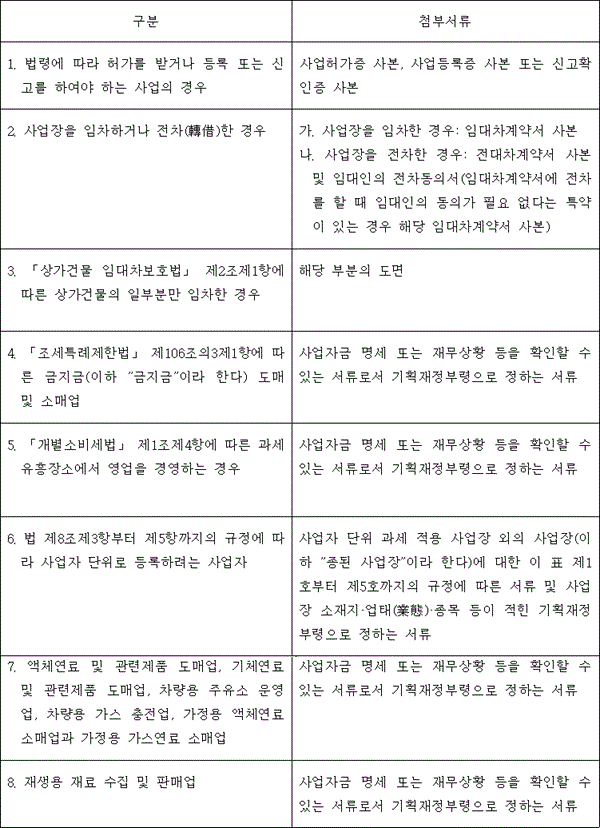 구분
첨부서류
1. 법령에 따라 허가를 받거나 등록 또는 신
고를 하여야 하는 사업의 경우
사업허가증 사본, 사업등록증 사본 또는 신고확
인증 사본
2. 사업장을 임차하거나 전차(轉借)한 경우
가. 사업장을 임차한 경우: 임대차계약서 사본
나. 사업장을 전차한 경우: 전대차계약서 사본
및 임대인의 전차동의서(임대차계약서에 전차
를 할 때 임대인의 동의가 필요 없다는 특약
이 있는 경우 해당 임대차계약서 사본)
3. 「상가건물 임대차보호법」 제2조제1항에
따른 상가건물의 일부분만 임차한 경우
해당 부분의 도면
4. 「조세특례제한법」 제106조의3제1항에 따
른 금지금(이하 "금지금"이라 한다) 도매
및 소매업
사업자금 명세 또는 재무상황 등을 확인할 수
있는 서류로서 기획재정부령으로 정하는 서류
5. 「개별소비세법」 제1조제4항에 따른 과세
유흥장소에서 영업을 경영하는 경우
사업자금 명세 또는 재무상황 등을 확인할 수
있는 서류로서 기획재정부령으로 정하는 서류
6. 법 제8조제3항부터 제5항까지의 규정에 따
라 사업자 단위로 등록하려는 사업자
사업자 단위 과세 적용 사업장 외의 사업장(이
하 "종된 사업장"이라 한다)에 대한 이 표 제1
호부터 제5호까지의 규정에 따른 서류 및 사업
장 소재지·업태(業態)·종목 등이 적힌 기획재정
부령으로 정하는 서류
7. 액체연료 및 관련제품 도매업, 기체연료
및 관련제품 도매업, 차량용 주유소 운영
업, 차량용 가스 충전업, 가정용 액체연료
소매업과 가정용 가스연료 소매업
사업자금 명세 또는 재무상황 등을 확인할 수
있는 서류로서 기획재정부령으로 정하는 서류
8. 재생용 재료 수집 및 판매업
사업자금 명세 또는 재무상황 등을 확인할 수
있는 서류로서 기획재정부령으로 정하는 서류